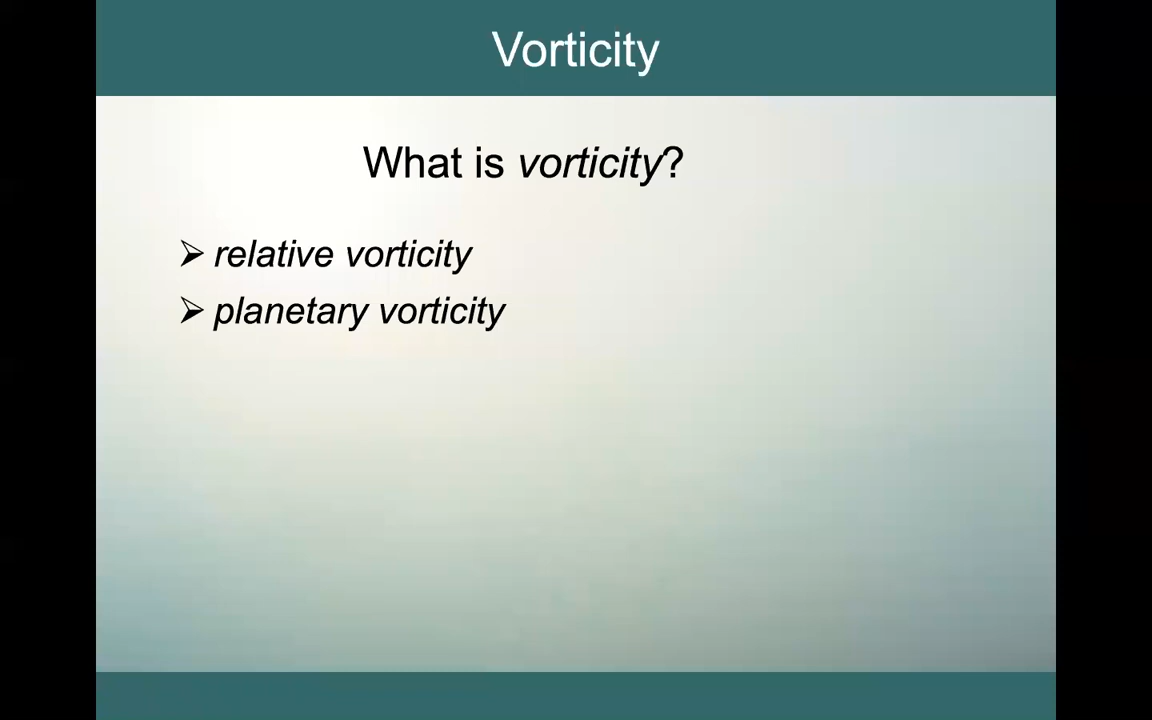 Vorticity
What is vorticity?
➢ relative vorticity
➢ planetary vorticity